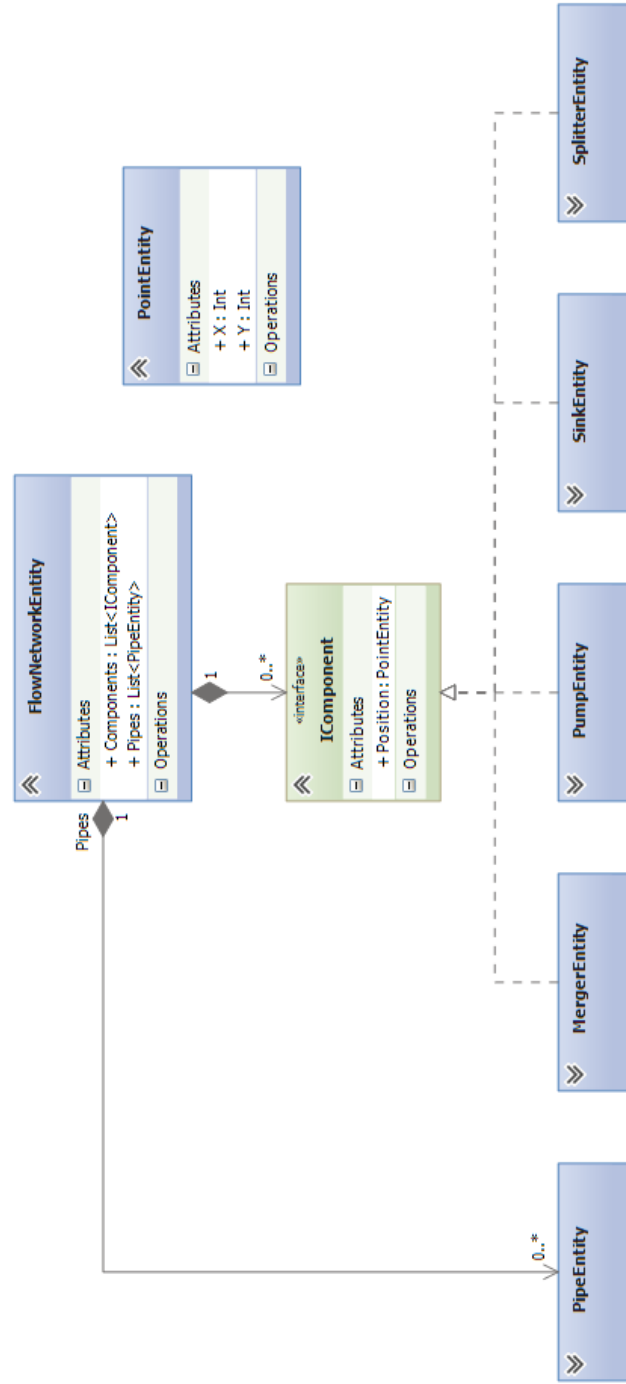 FlowNetworkEntity
Attributes
+ Components : List<IComponent>
+ Pipes : List<PipeEntity>
Operations
PointEntity
Attributes
+ X : Int
+ Y : Int
Operations
Pipes
1
1
0..*
«interface»
IComponent
Attributes
+ Position : PointEntity
Operations
0..*
PipeEntity
MergerEntity
PumpEntity
SinkEntity
SplitterEntity